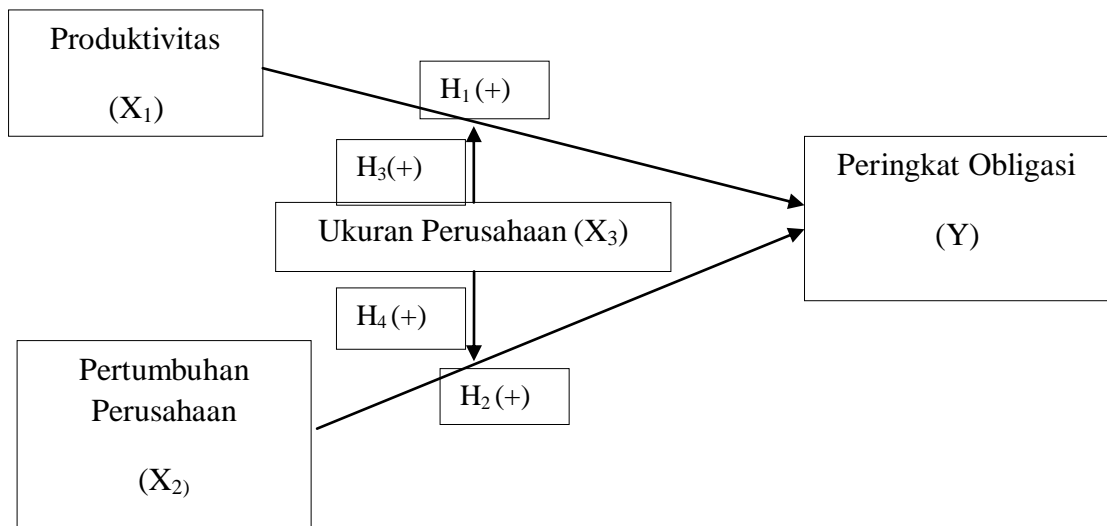 Produktivitas
(X₁)
H₁ (+)
H₃(+)
Peringkat Obligasi
(Y)
Ukuran Perusahaan (X₃)
H₄ (+)
Pertumbuhan
Perusahaan
(X₂)
H₂ (+)